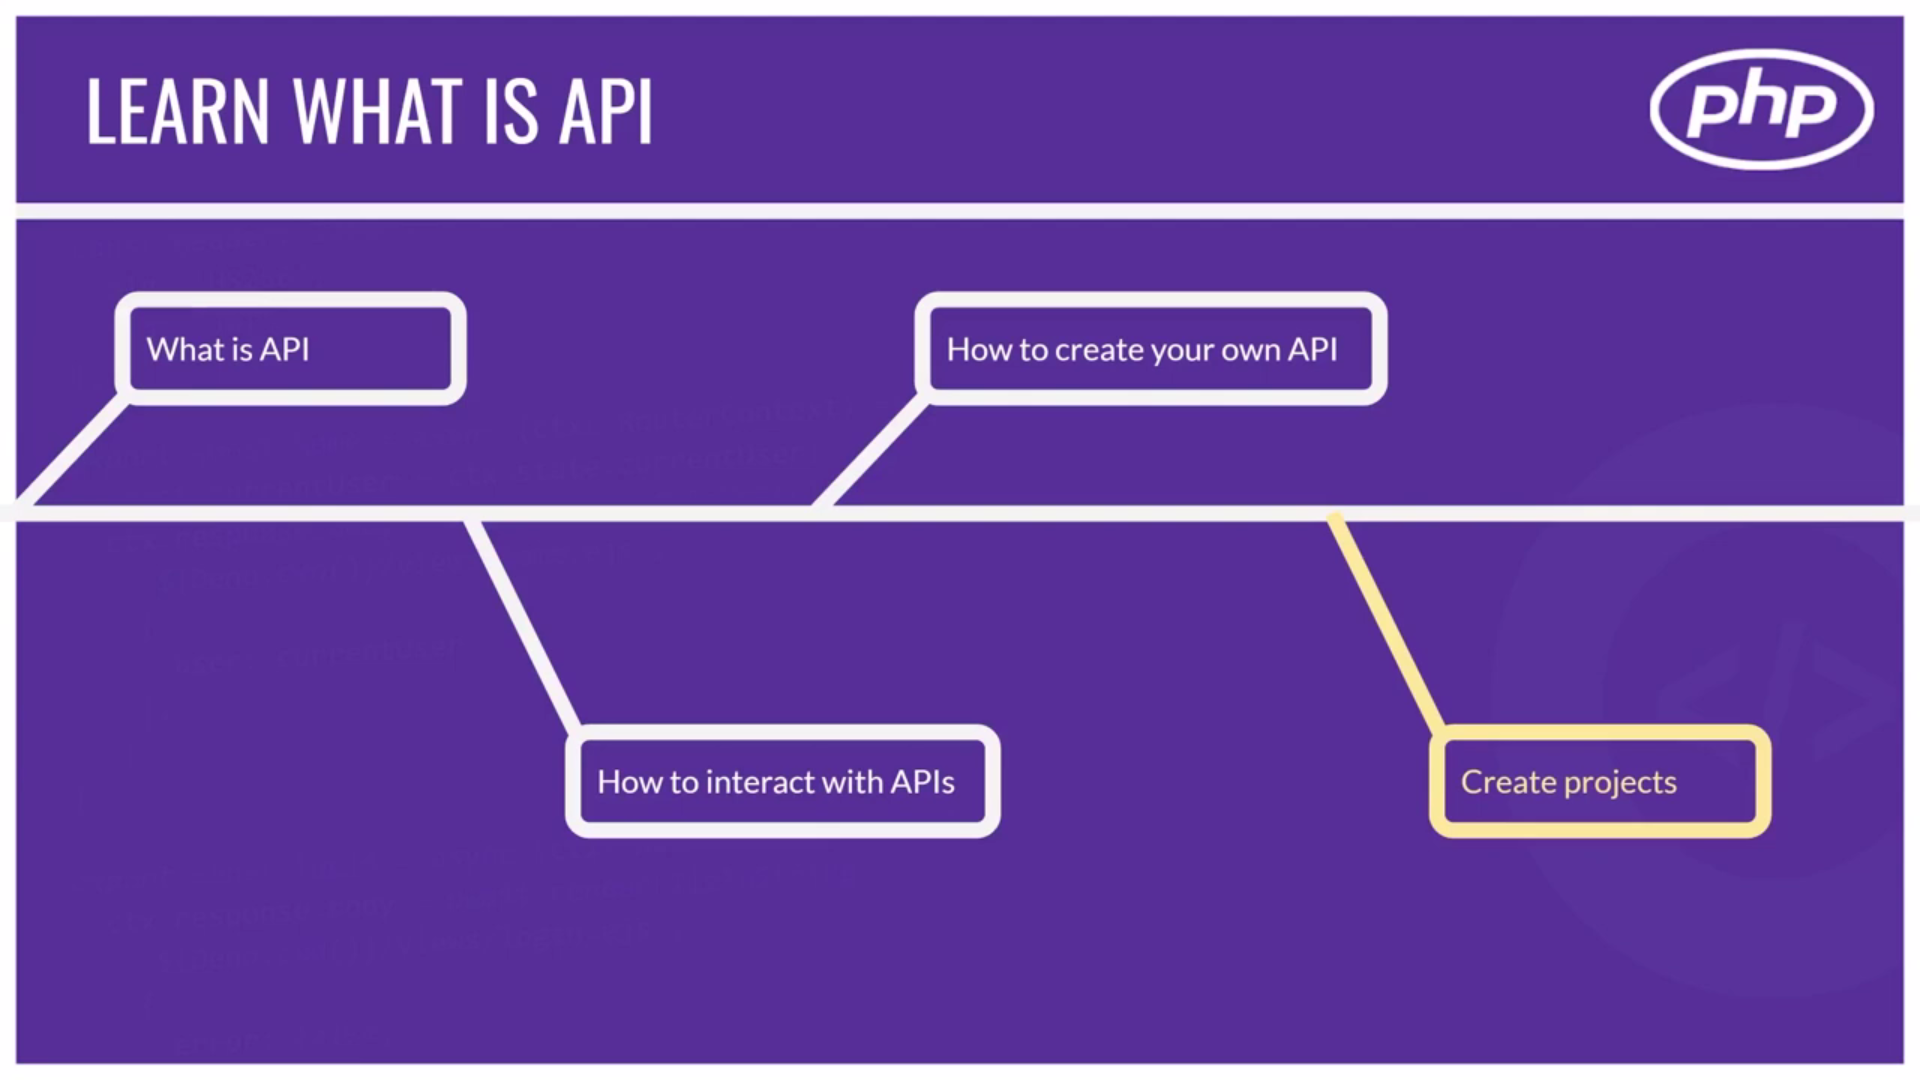 LEARN WHAT IS API
php
What is API
How to create your own API
How to interact with APIs
Create projects